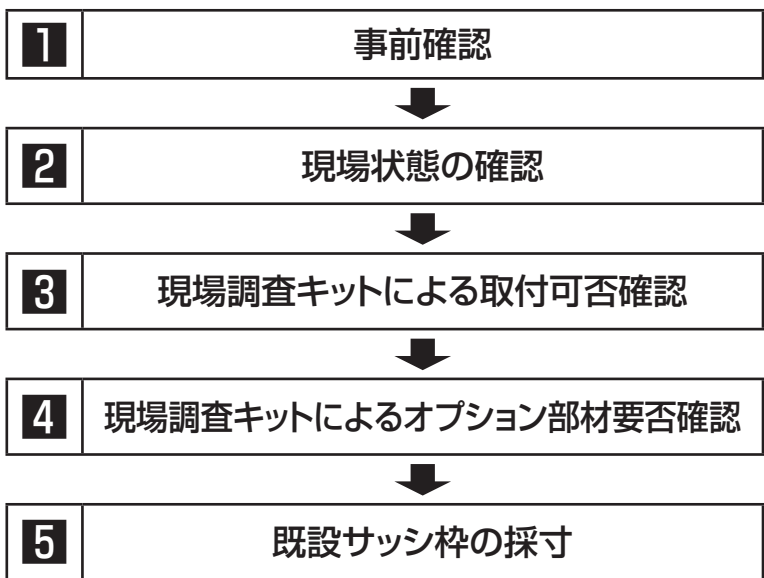 1 事前確認
2 現場状態の確認
3 現場調査キットによる取付可否確認
4 現場調査キットによるオプション部材要否確認
5 既設サッシ枠の採寸